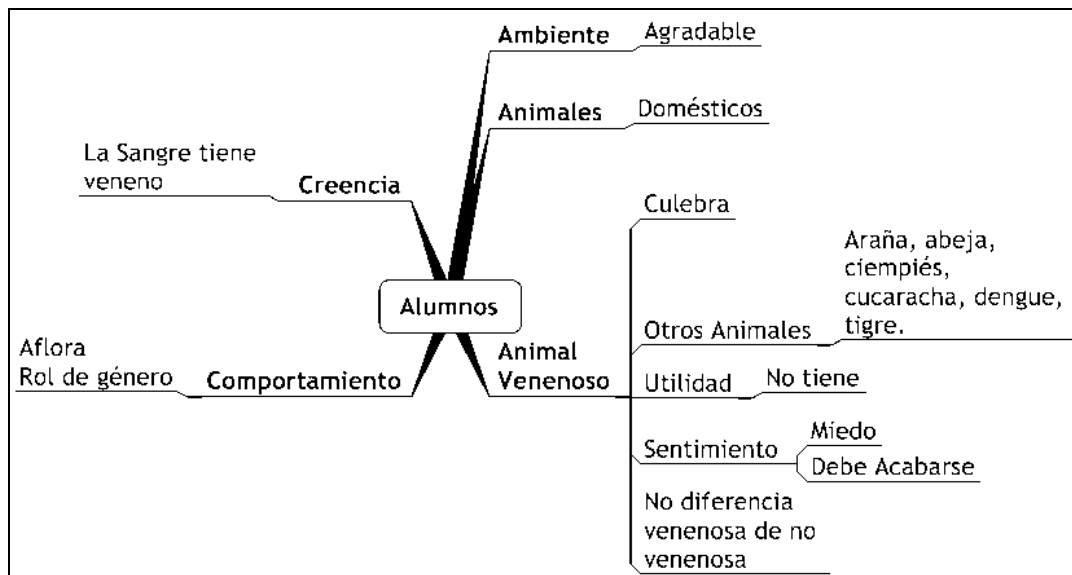 Ambiente
Agradable
Animales
Domésticos
La Sangre tiene
veneno
Creencia
Alumnos
Aflora
Rol de género
Comportamiento
Animal
Venenoso
Culebra
Otros Animales
Araña, abeja,
ciempiés,
cucaracha, dengue,
tigre.
Utilidad
No tiene
Sentimiento
Miedo
Debe Acabarse
No diferencia
venenosa de no
venenosa